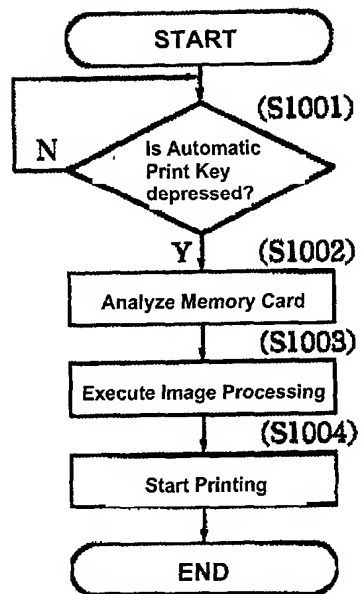 START
(S1001)
N
Is Automatic
Print Key
depressed?
Y
(S1002)
Analyze Memory Card
(S1003)
Execute Image Processing
(S1004)
Start Printing
END